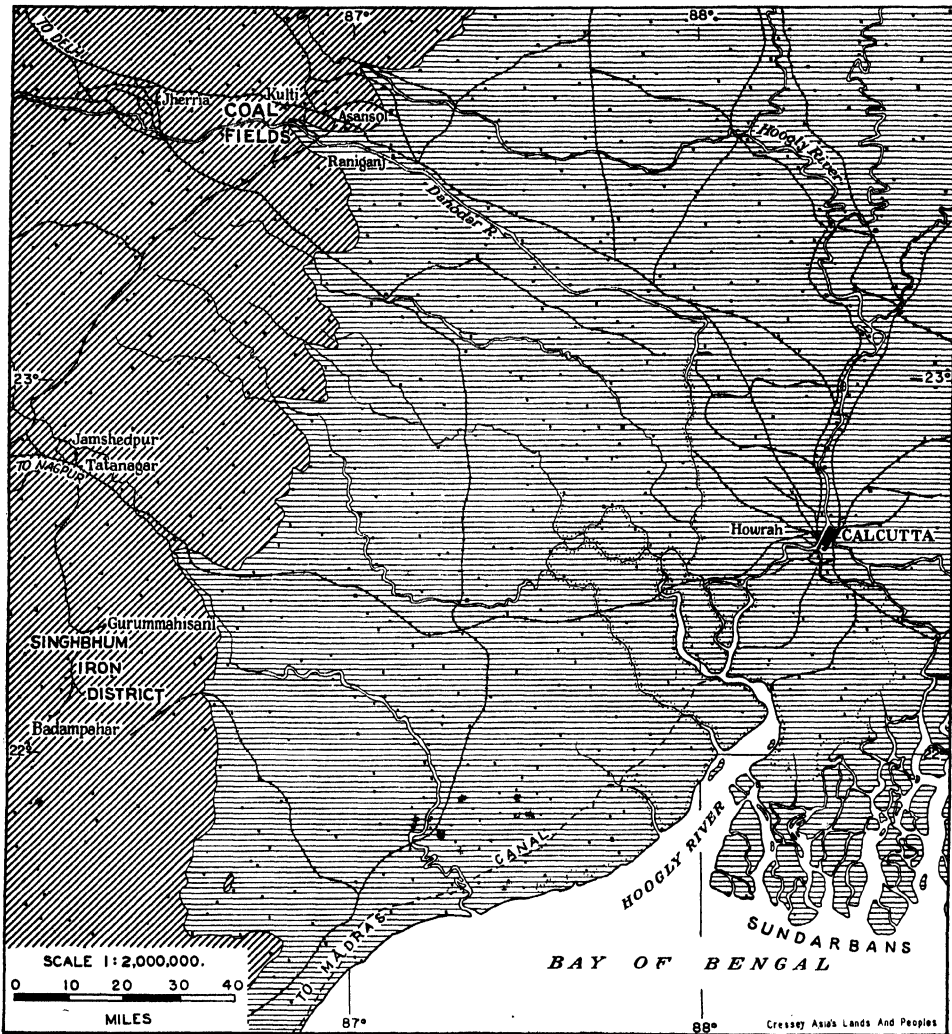 87°
88°
TO DELHI
Jherria
Kulti
COAL
Asansol
FIELDS
Raniganj
Hoogly River
Dahodar R.
23°
23°
Jamshedpur
Tatanagar
TO NAGPUR
Howrah
CALCUTTA
Gurummahisani
SINGHBHUM
IRON
DISTRICT
Badampahar
22°
HOOGLY RIVER
CANAL
TO MADRAS
SUNDARBANS
BAY OF BENGAL
SCALE 1:2,000,000.
0 10 20 30 40
MILES
87°
88°
Cressey Asia's Lands And Peoples